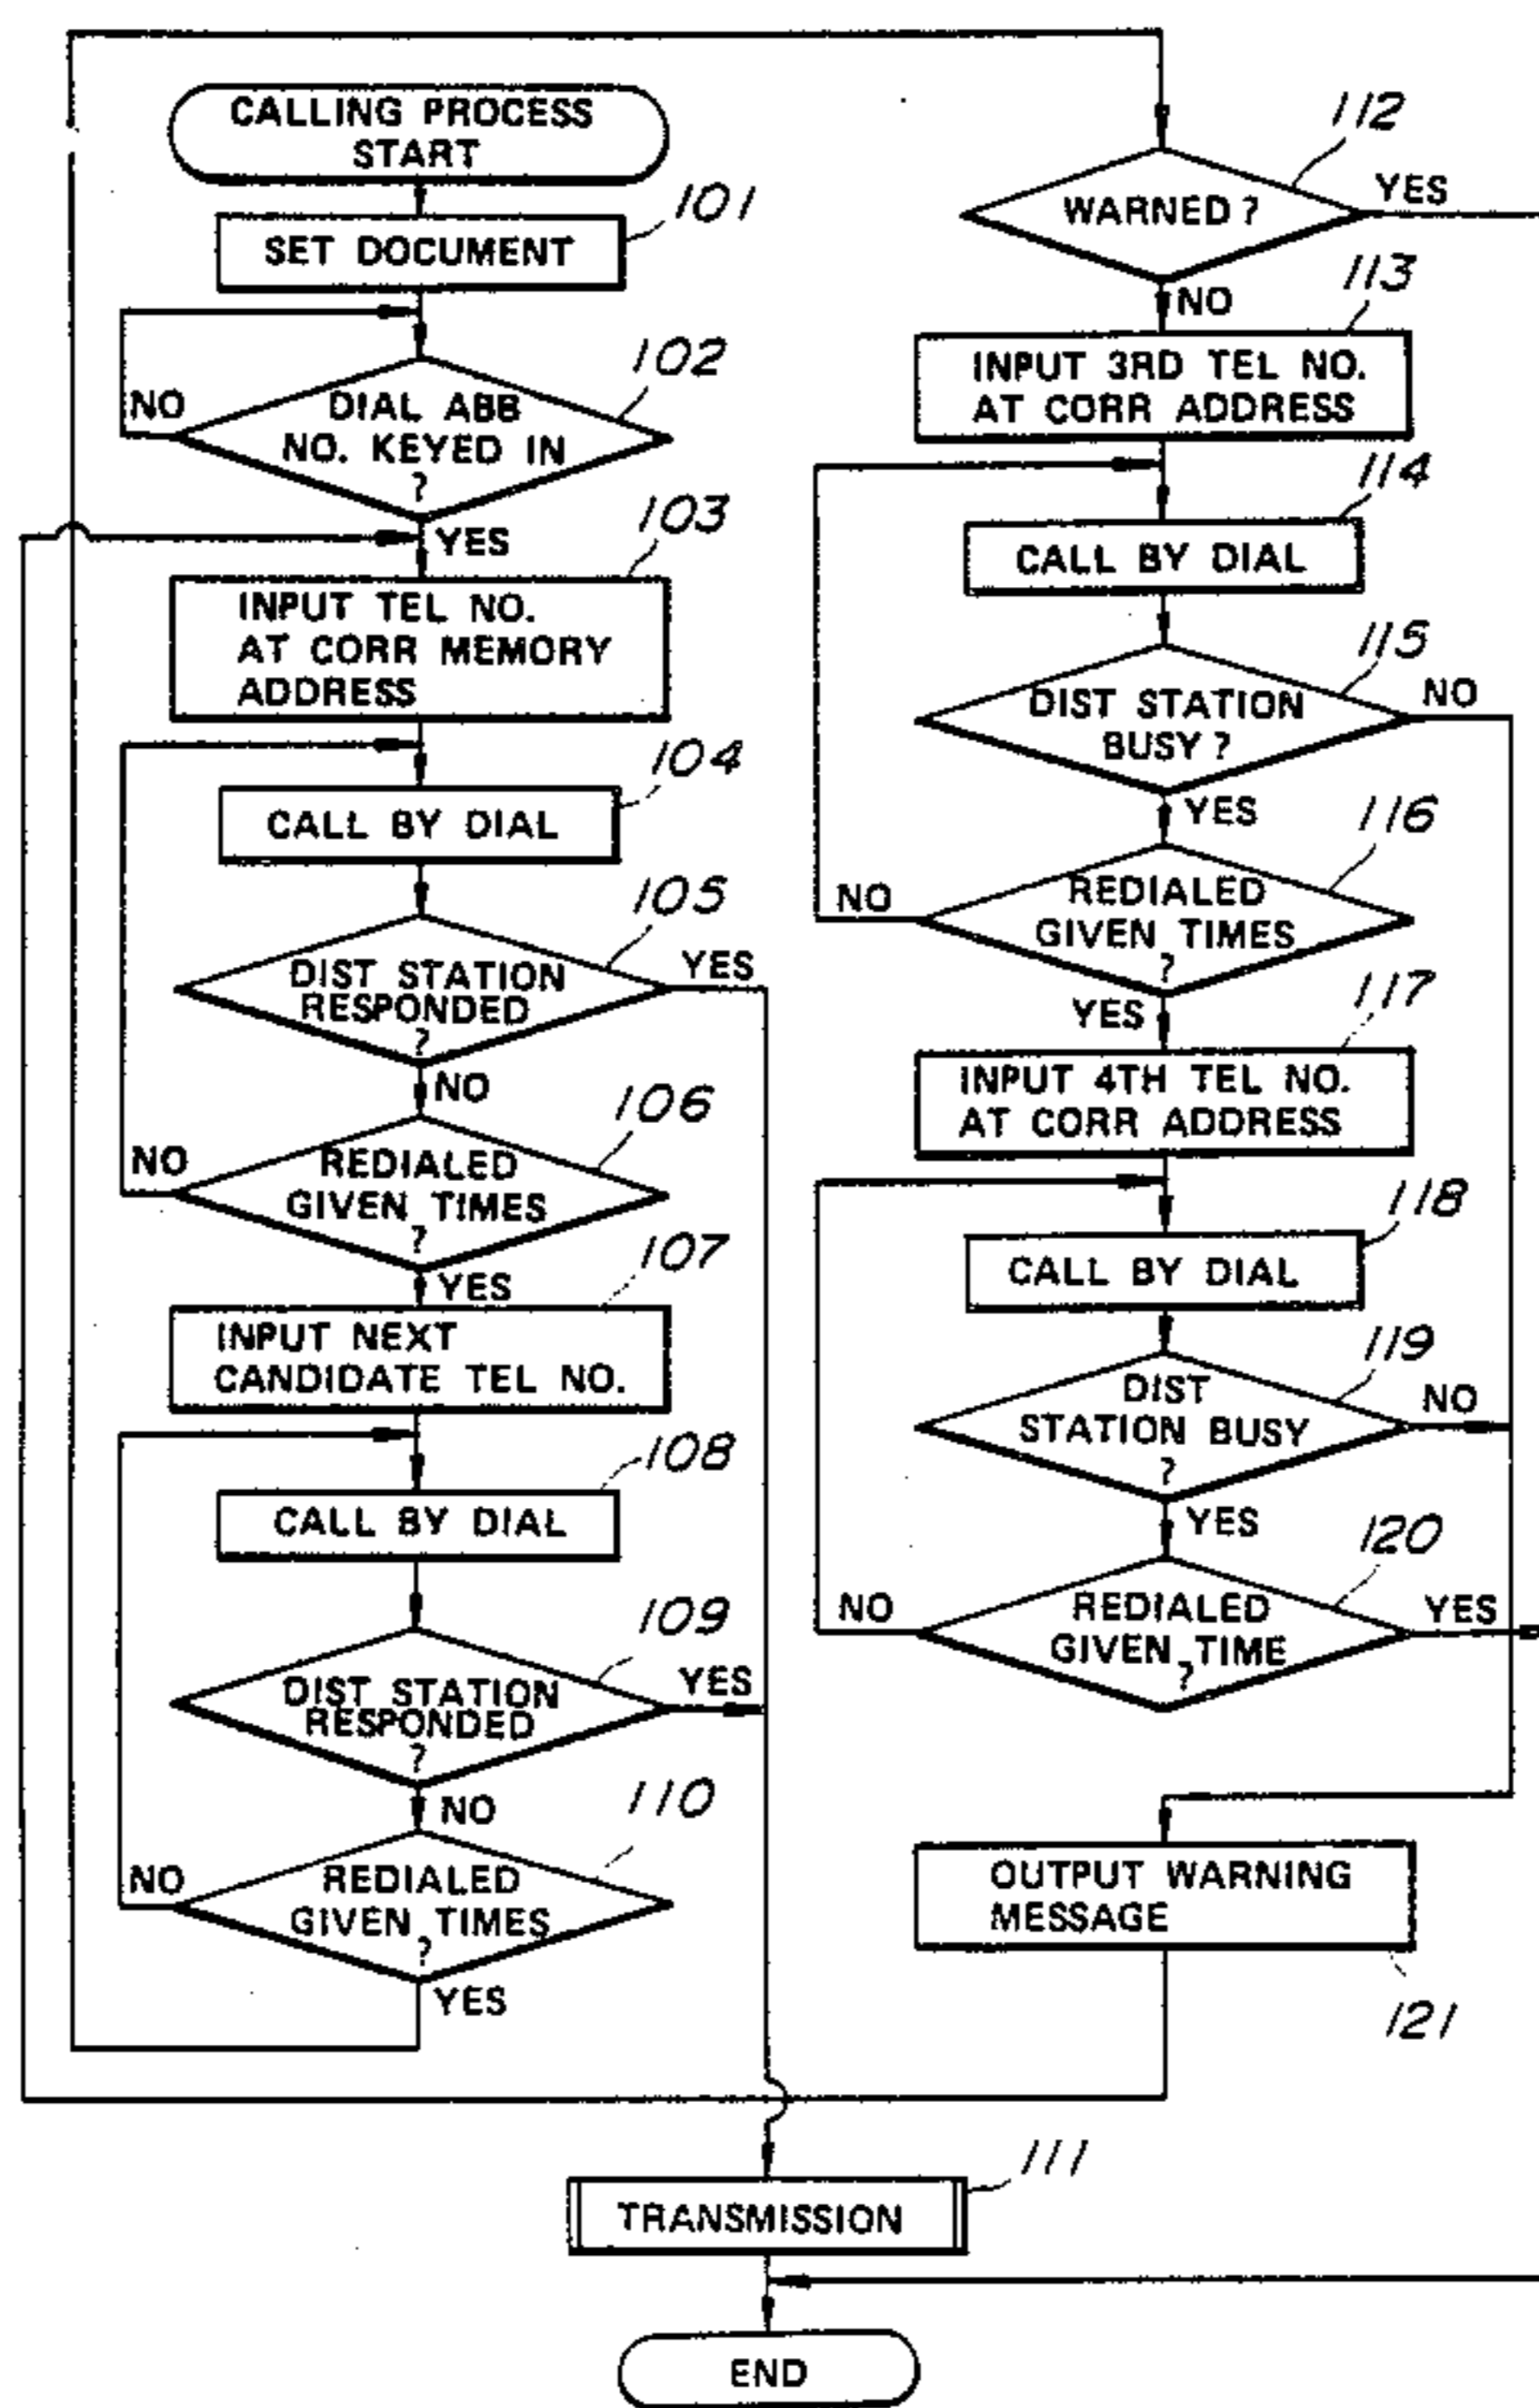 CALLING PROCESS
START
101
SET DOCUMENT
102
NO
DIAL ABB
NO. KEYED IN
?
103
YES
INPUT TEL NO.
AT CORR MEMORY
ADDRESS
104
CALL BY DIAL
105
YES
DIST STATION
RESPONDED
?
NO
106
NO
REDIALED
GIVEN TIMES
?
107
YES
INPUT NEXT
CANDIDATE TEL NO.
108
CALL BY DIAL
109
YES
DIST STATION
RESPONDED
?
NO
110
NO
REDIALED
GIVEN TIMES
?
YES
112
WARNED ?
YES
NO
113
INPUT 3RD TEL NO.
AT CORR ADDRESS
114
CALL BY DIAL
115
NO
DIST STATION
BUSY ?
YES
116
NO
REDIALED
GIVEN TIMES
?
YES
117
INPUT 4TH TEL NO.
AT CORR ADDRESS
118
CALL BY DIAL
119
NO
DIST
STATION BUSY
?
YES
120
NO
REDIALED
GIVEN TIME
?
YES
OUTPUT WARNING
MESSAGE
121
111
TRANSMISSION
END